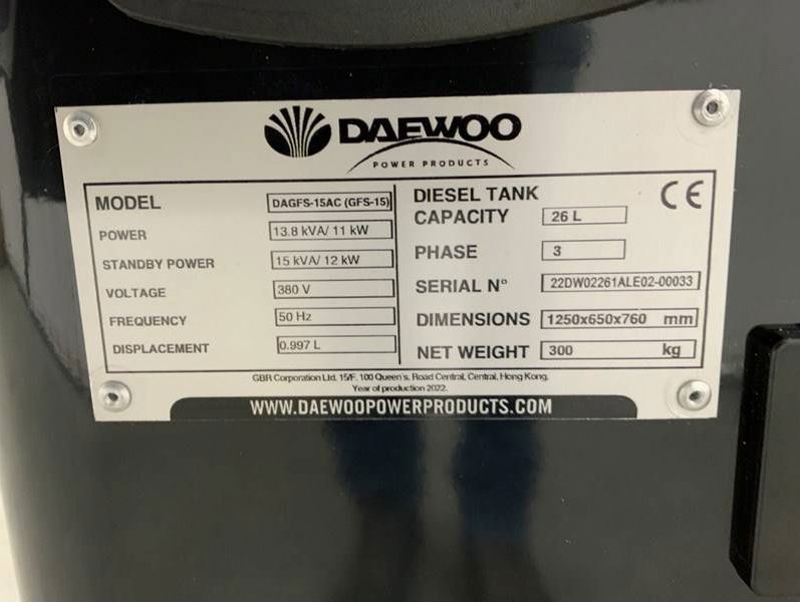 DAEWOO
POWER PRODUCTS
MODEL DAGFS-15AC (GFS-15)
POWER 13.8 kVA/ 11 kW
STANDBY POWER 15 kVA/ 12 kW
VOLTAGE 380 V
FREQUENCY 50 Hz
DISPLACEMENT 0.997 L
DIESEL TANK
CAPACITY 26 L
CE
PHASE 3
SERIAL N° 22DW02261ALE02-00033
DIMENSIONS 1250x650x760 mm
NET WEIGHT 300 kg
GBR Corporation Ltd. 15/F. 100 Queen's. Road Central, Central, Hong Kong.
Year of production 2022.
WWW.DAEWOOPOWERPRODUCTS.COM